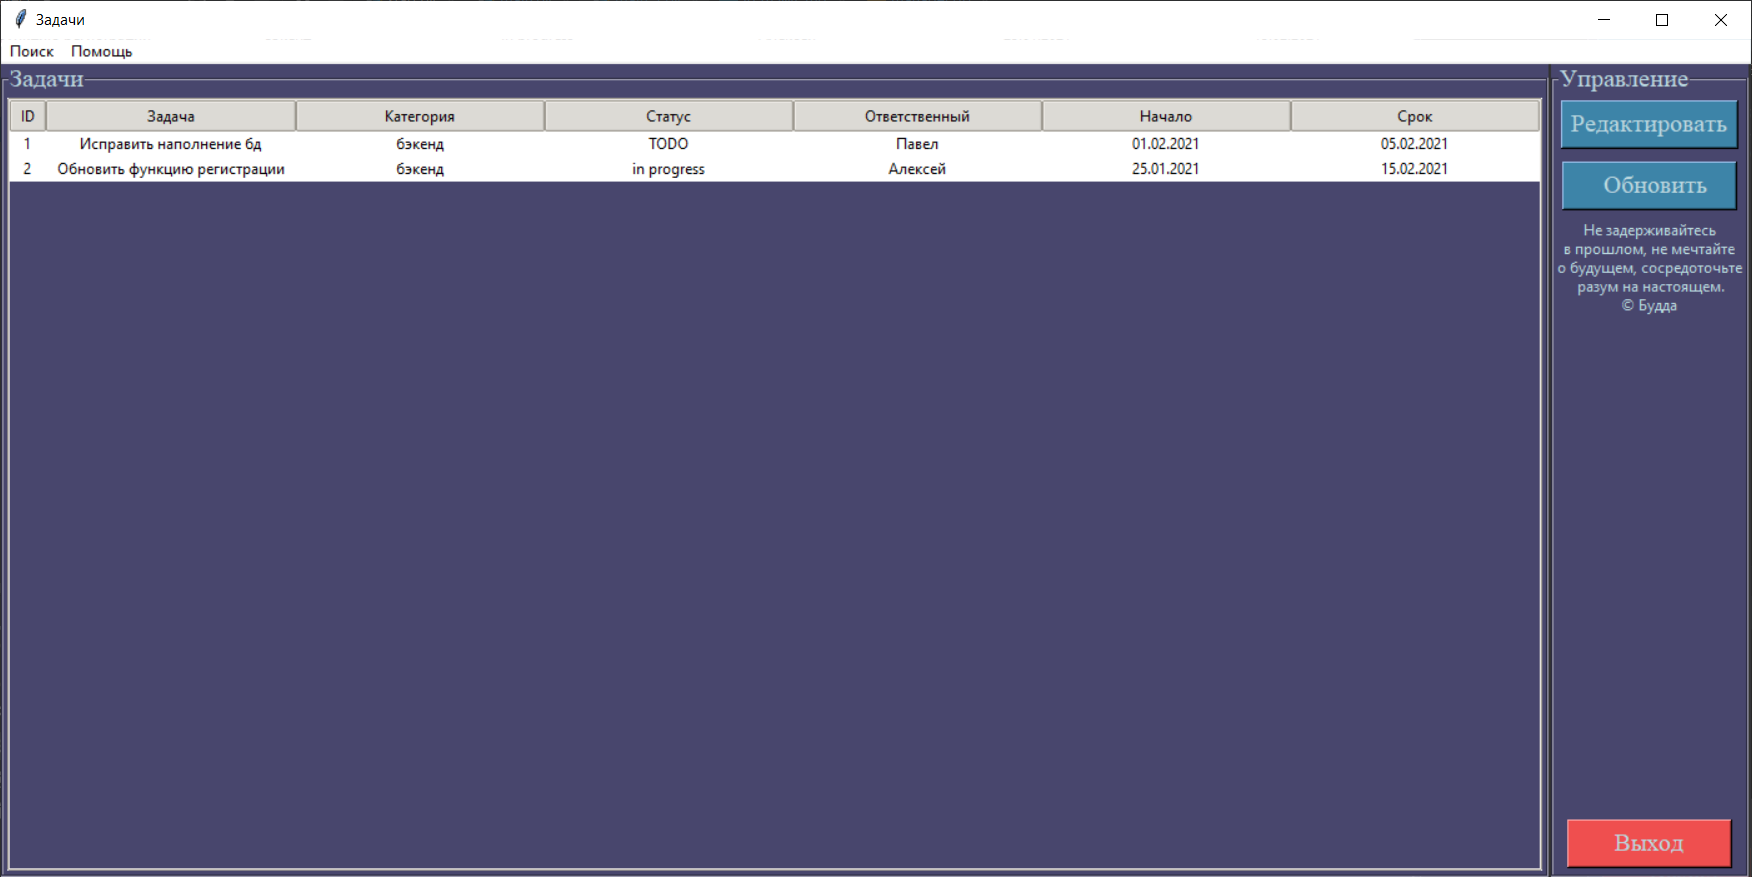 Задачи
Поиск Помощь
Задачи
ID Задача Категория Статус Ответственный Начало Срок
1 Исправить наполнение бд бэкенд TODO Павел 01.02.2021 05.02.2021
2 Обновить функцию регистрации бэкенд in progress Алексей 25.01.2021 15.02.2021
Управление
Редактировать
Обновить
Не задерживайтесь
в прошлом, не мечтайте
о будущем, сосредоточьте
разум на настоящем.
© Будда
Выход